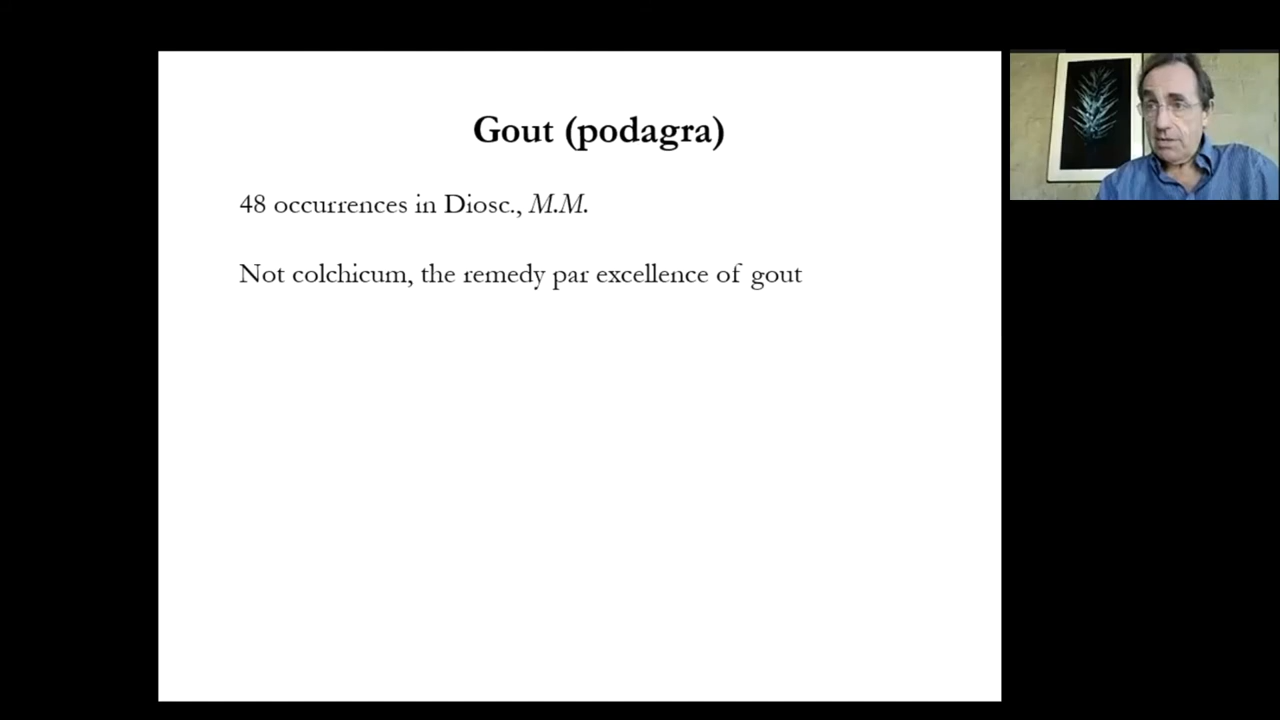 Gout (podagra)
48 occurrences in Diosc., M.M.
Not colchicum, the remedy par excellence of gout